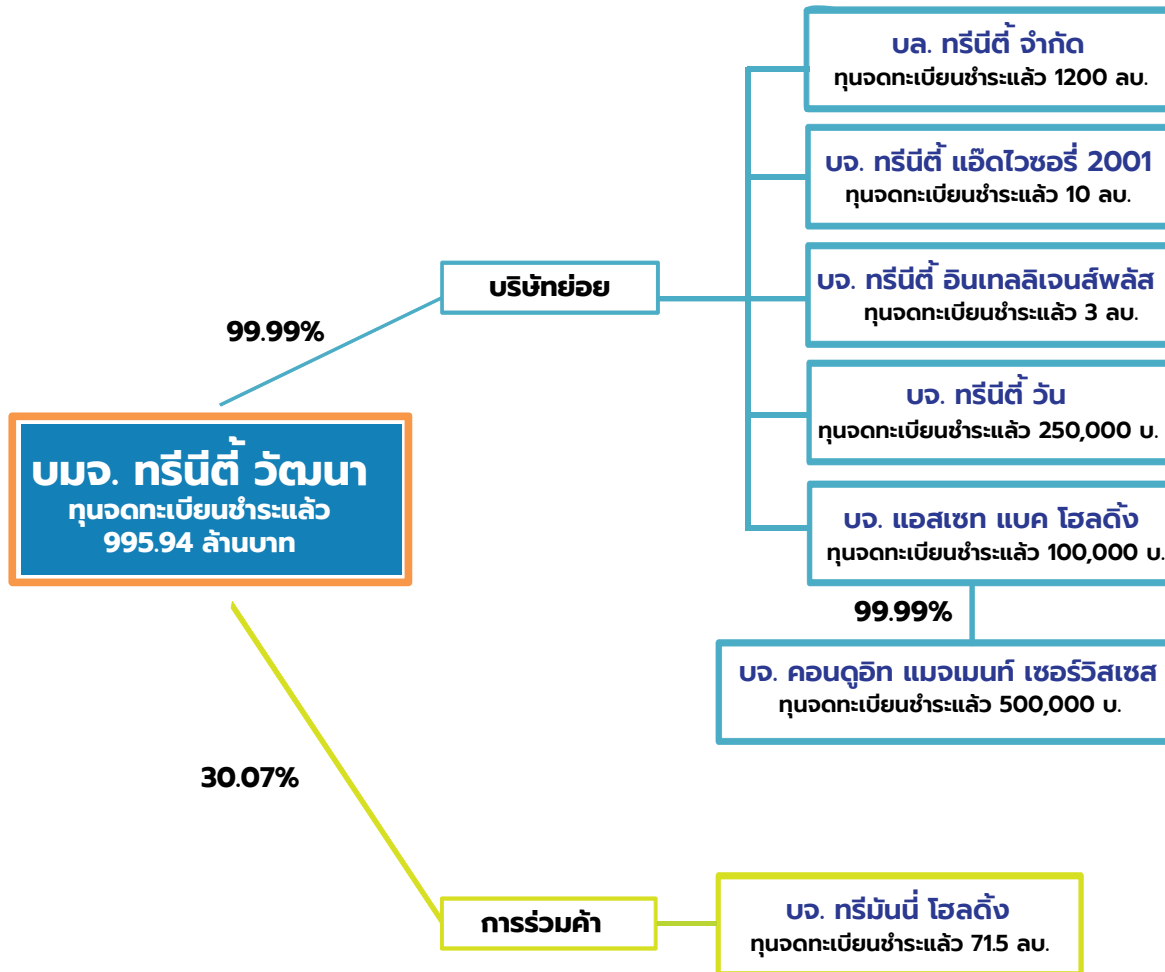 บล. ทรีนีตี้ จำกัด
ทุนจดทะเบียนชำระแล้ว 1200 ลบ.
บจ. ทรีนีตี้ แอ๊ดไวซอรี่ 2001
ทุนจดทะเบียนชำระแล้ว 10 ลบ.
บริษัทย่อย
บจ. ทรีนีตี้ อินเทลลิเจนส์พลัส
ทุนจดทะเบียนชำระแล้ว 3 ลบ.
99.99%
บจ. ทรีนีตี้ วัน
ทุนจดทะเบียนชำระแล้ว 250,000 บ.
บมจ. ทรีนีตี้ วัฒนา
ทุนจดทะเบียนชำระแล้ว
995.94 ล้านบาท
บจ. แอสเซท แบค โฮลดิ้ง
ทุนจดทะเบียนชำระแล้ว 100,000 บ.
99.99%
บจ. คอนดูอิท แมจเมนท์ เซอร์วิสเซส
ทุนจดทะเบียนชำระแล้ว 500,000 บ.
30.07%
การร่วมค้า
บจ. ทรีมันนี่ โฮลดิ้ง
ทุนจดทะเบียนชำระแล้ว 71.5 ลบ.